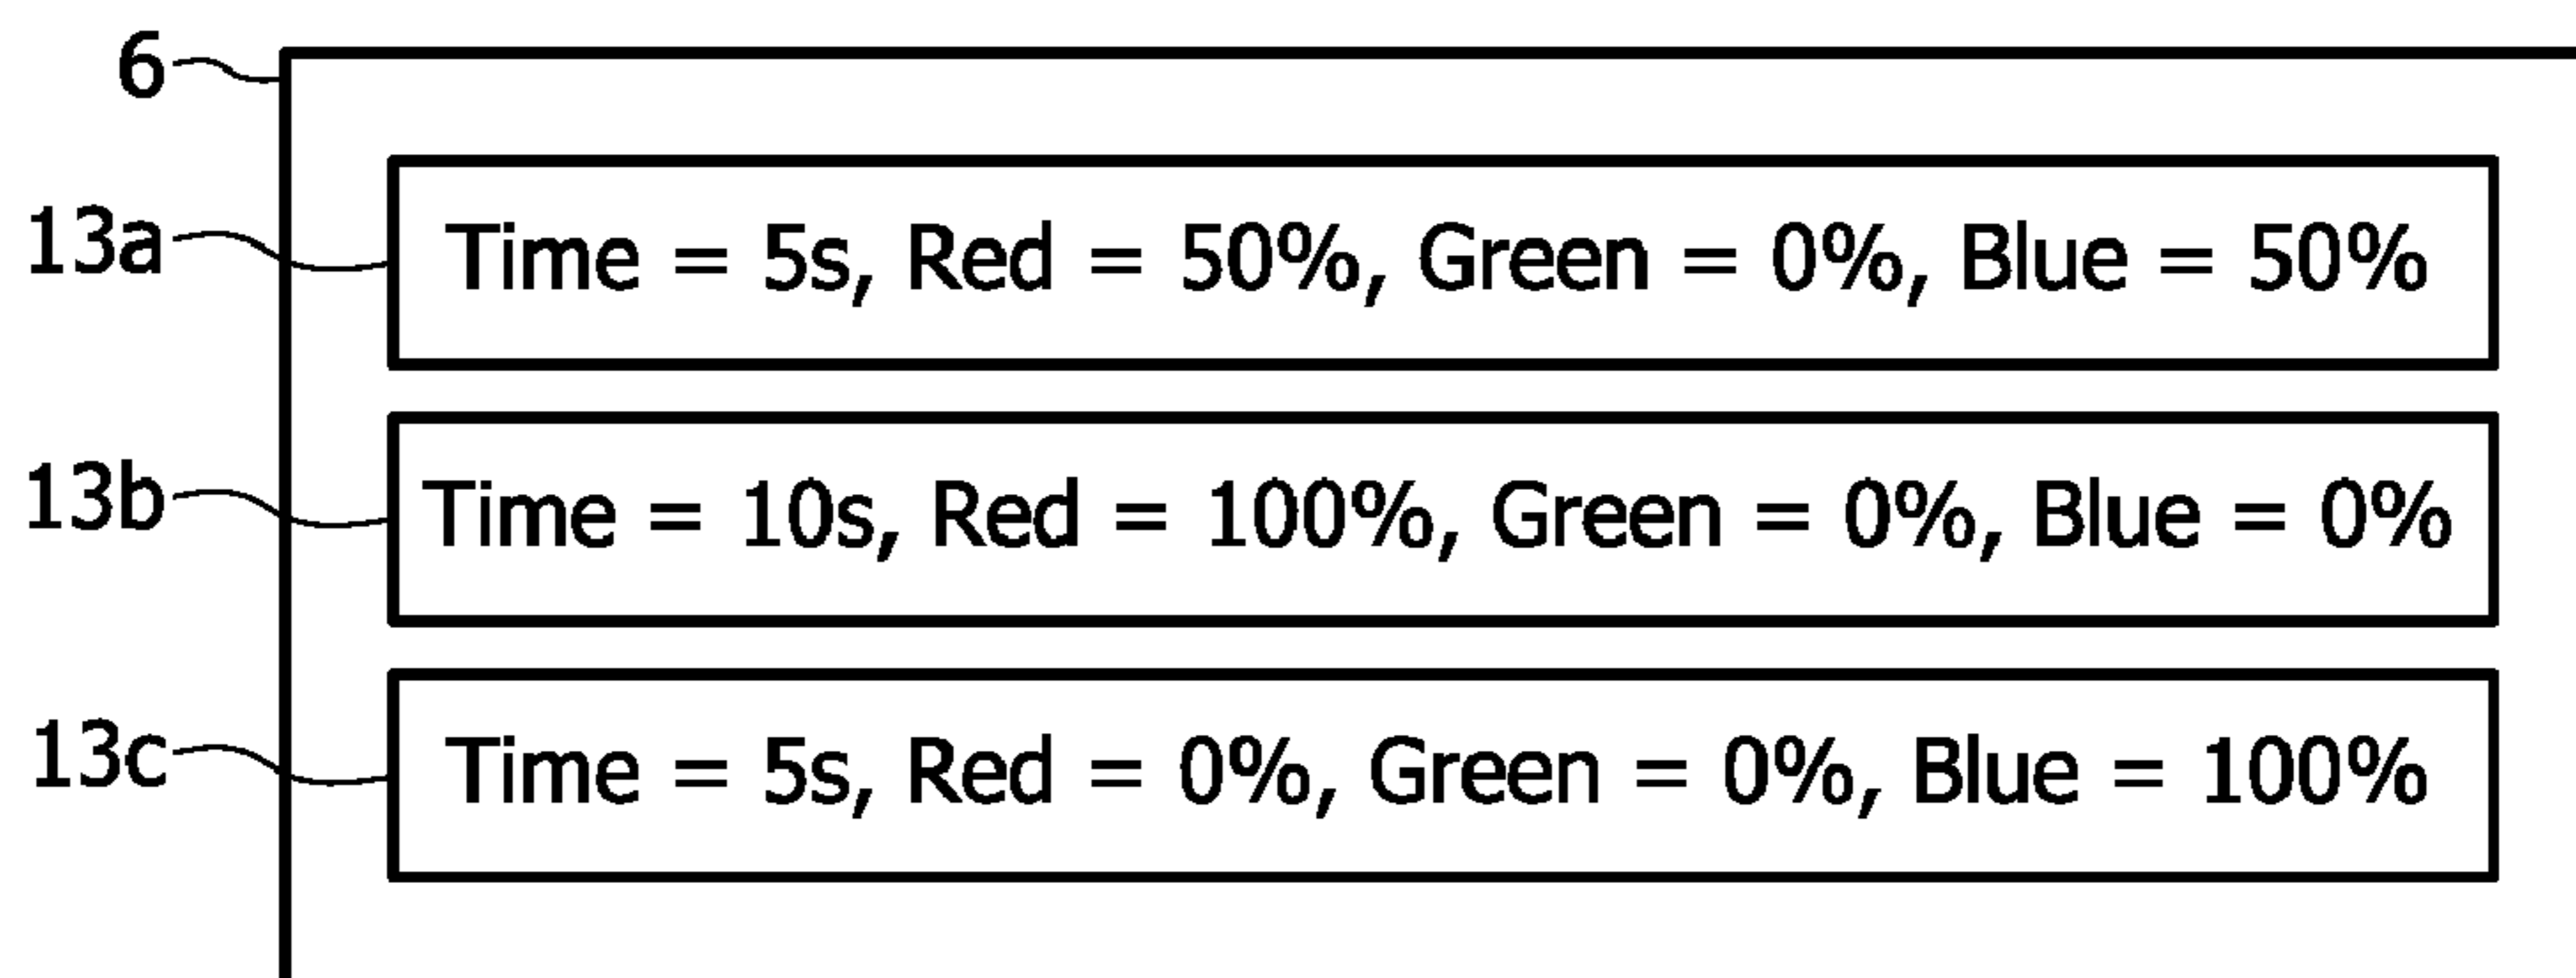 6
13a Time = 5s, Red = 50%, Green = 0%, Blue = 50%
13b Time = 10s, Red = 100%, Green = 0%, Blue = 0%
13c Time = 5s, Red = 0%, Green = 0%, Blue = 100%